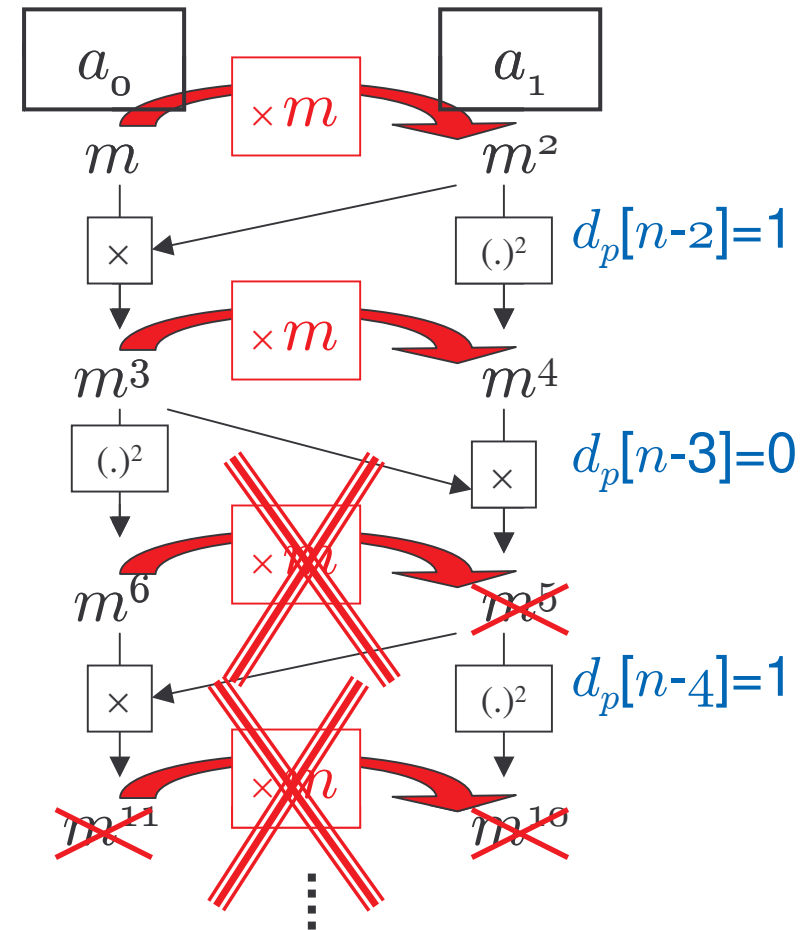 a₀ a₁
× m
m m²
× (.)² dₚ[n-2]=1
× m
m³ m⁴
(.)² × dₚ[n-3]=0
× m
m⁶ m⁵
× (.)² dₚ[n-4]=1
× m
m¹¹ m¹⁰